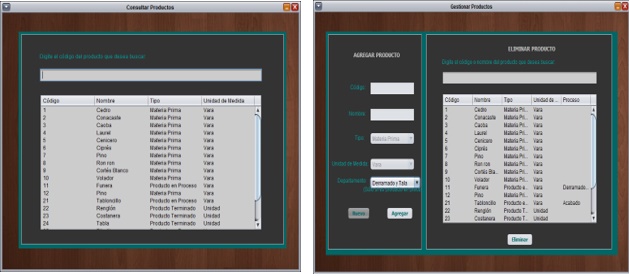 Consultar Productos
Digite el código del producto que desea buscar
Código Nombre Tipo Unidad de Medida
1 Cedro Materia Prima Vara
2 Conacaste Materia Prima Vara
3 Caoba Materia Prima Vara
4 Laurel Materia Prima Vara
5 Cenicero Materia Prima Vara
6 Ciprés Materia Prima Vara
7 Pino Materia Prima Vara
8 Ron ron Materia Prima Vara
9 Cortés Blanco Materia Prima Vara
10 Volador Materia Prima Vara
11 Funera Producto en Proceso Vara
12 Pino Materia Prima Vara
21 Tabloncillo Producto en Proceso Vara
22 Renglón Producto Terminado Unidad
23 Costanera Producto Terminado Unidad
24 Tabla Producto Terminado Unidad
Gestionar Productos
AGREGAR PRODUCTO
Código:
Nombre:
Tipo: Materia Prima
Unidad de Medida: Vara
Departamento: Derramado y Tala
Nuevo Agregar
ELIMINAR PRODUCTO
Digite el código o nombre del producto que desea buscar
Código Nombre Tipo Unidad de ... Proceso
1 Cedro Materia Pri... Vara
2 Conacaste Materia Pri... Vara
3 Caoba Materia Pri... Vara
4 Laurel Materia Pri... Vara
5 Cenicero Materia Pri... Vara
6 Ciprés Materia Pri... Vara
7 Pino Materia Pri... Vara
8 Ron ron Materia Pri... Vara
9 Cortés Bla... Materia Pri... Vara
10 Volador Materia Pri... Vara
11 Funera Producto e... Vara Derramado...
12 Pino Materia Pri... Vara
21 Tabloncillo Producto e... Vara Acabado
22 Renglón Producto T... Unidad
23 Costanera Producto T... Unidad
Eliminar